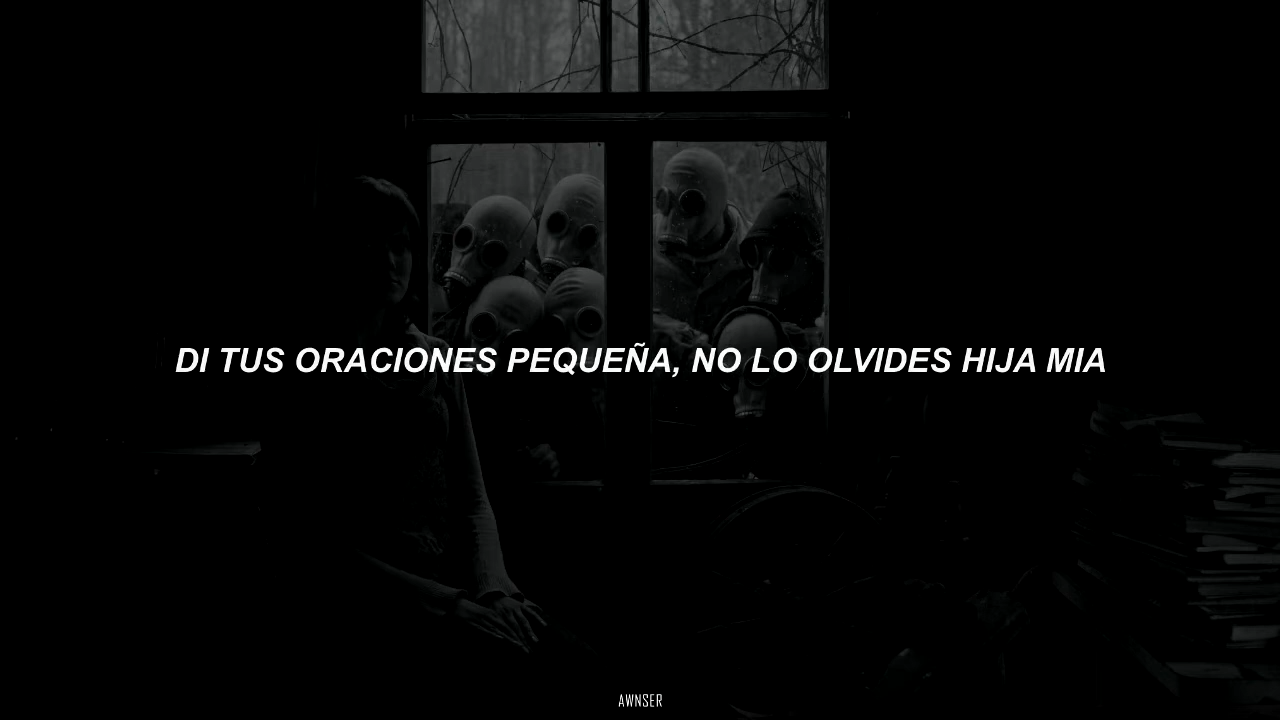 DI TUS ORACIONES PEQUEÑA, NO LO OLVIDES HIJA MIA
AWNSER